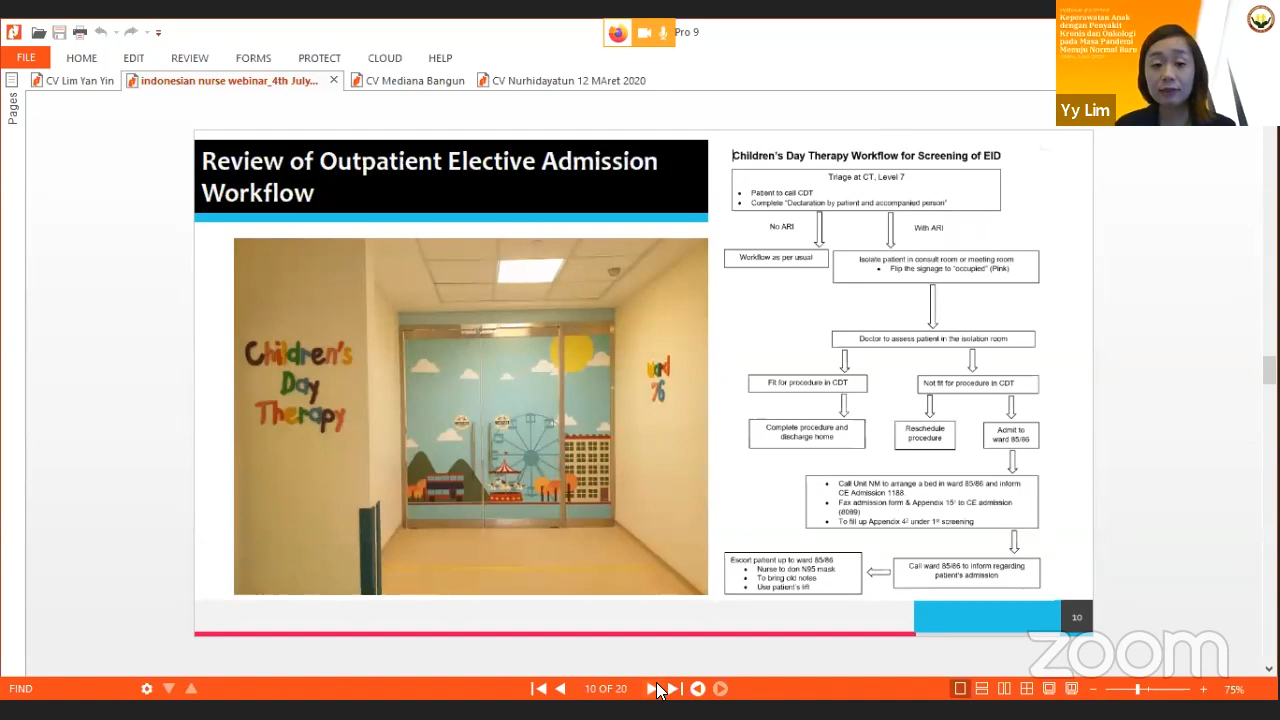 Pro 9
FILE
HOME
EDIT
REVIEW
FORMS
PROTECT
CLOUD
HELP
CV Lim Yan Yin
indonesian nurse webinar_4th July...
CV Mediana Bangun
CV Nurhidayatun 12 MAret 2020
Pages
Keperawatan Anak
dengan Penyakit
Kronis dan Onkologi
pada Masa Pandemi
Menuju Normal Baru
Yy Lim
Review of Outpatient Elective Admission
Workflow
Children's
Day
Therapy
Ward
76
Children's Day Therapy Workflow for Screening of EID
Triage at CT, Level 7
• Patient to call CDT
• Complete "Declaration by patient and accompanied person"
No ARI
With ARI
Workflow as per usual
Isolate patient in consult room or meeting room
• Flip the signage to "occupied" (Pink)
Doctor to assess patient in the isolation room
Fit for procedure in CDT
Not fit for procedure in CDT
Complete procedure and
discharge home
Reschedule
procedure
Admit to
ward 85/86
• Call Unit NM to arrange a bed in ward 85/86 and inform
CE Admission 1188.
• Fax admission form & Appendix 15 to CE admission
(8089)
• To fill up Appendix 4 under 1st screening
Call ward 85/86 to inform regarding
patient's admission
Escort patient up to ward 85/86
• Nurse to don N95 mask
• To bring old notes
• Use patient's lift
10
zoom
FIND
10 OF 20
75%